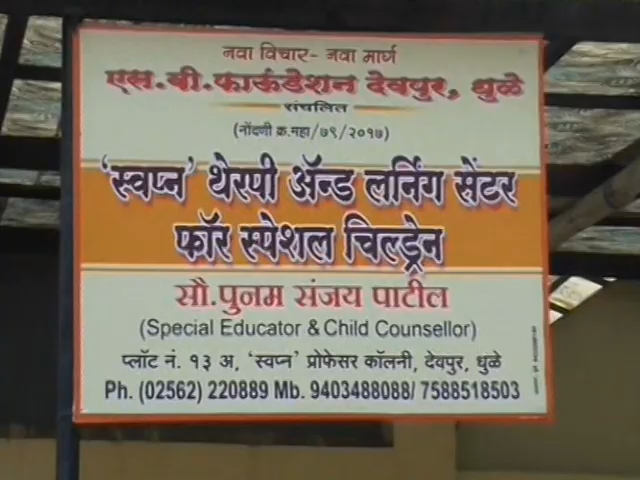 नवा विचार- नवा मार्ग
एस.बी.फाऊंडेशन देवपुर, धुळे
संचलित
(नोंदणी क्र.महा/७९/२०१७)
'स्वप्न' थेरपी ॲन्ड लर्निंग सेंटर
फॉर स्पेशल चिल्ड्रेन
सौ.पुनम संजय पाटील
(Special Educator & Child Counsellor)
प्लॉट नं. १३ अ, 'स्वप्न' प्रोफेसर कॉलनी, देवपुर, धुळे
Ph. (02562) 220889 Mb. 9403488088/ 7588518503